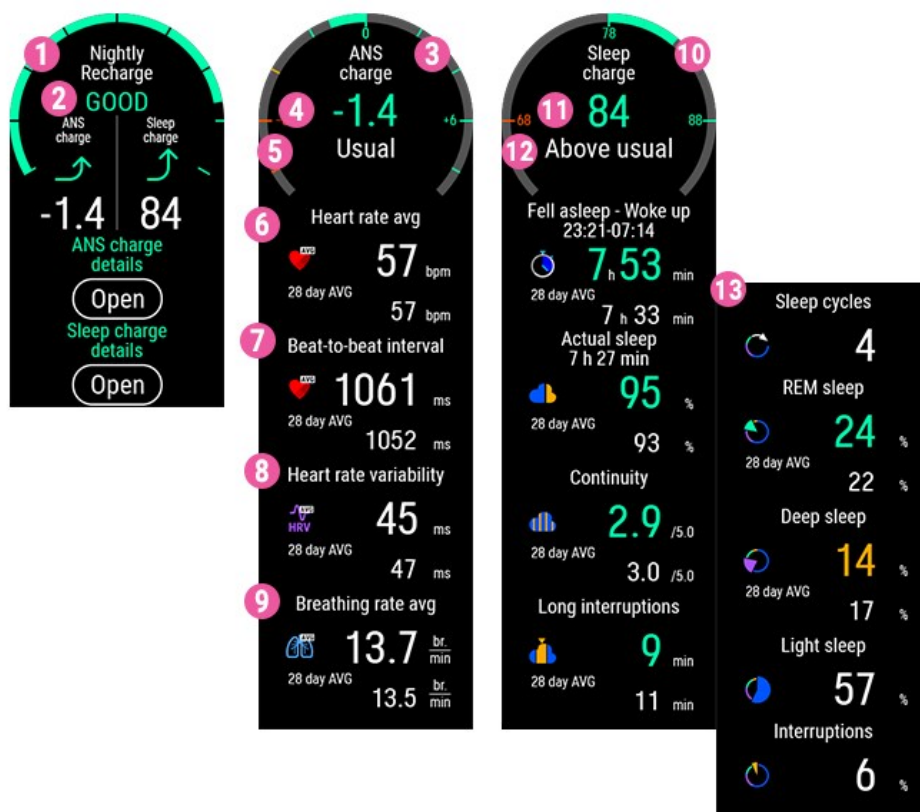 1
Nightly
Recharge
2
GOOD
ANS
charge
Sleep
charge
-1.4
84
ANS charge
details
Open
Sleep charge
details
Open
0
ANS
charge
3
4
-1.4
+6
5
Usual
6
Heart rate avg
AVG
57 bpm
28 day AVG
57 bpm
7
Beat-to-beat interval
AVG
1061 ms
28 day AVG
1052 ms
8
Heart rate variability
AVG
HRV
45 ms
28 day AVG
47 ms
9
Breathing rate avg
AVG
13.7 br.
min
28 day AVG
13.5 br.
min
78
Sleep
charge
10
68
11
84
88
12
Above usual
Fell asleep - Woke up
23:21-07:14
7 h 53 min
28 day AVG
7 h 33 min
Actual sleep
7 h 27 min
95 %
28 day AVG
93 %
Continuity
2.9 /5.0
28 day AVG
3.0 /5.0
Long interruptions
9 min
28 day AVG
11 min
13
Sleep cycles
4
REM sleep
24 %
28 day AVG
22 %
Deep sleep
14 %
28 day AVG
17 %
Light sleep
57 %
Interruptions
6 %